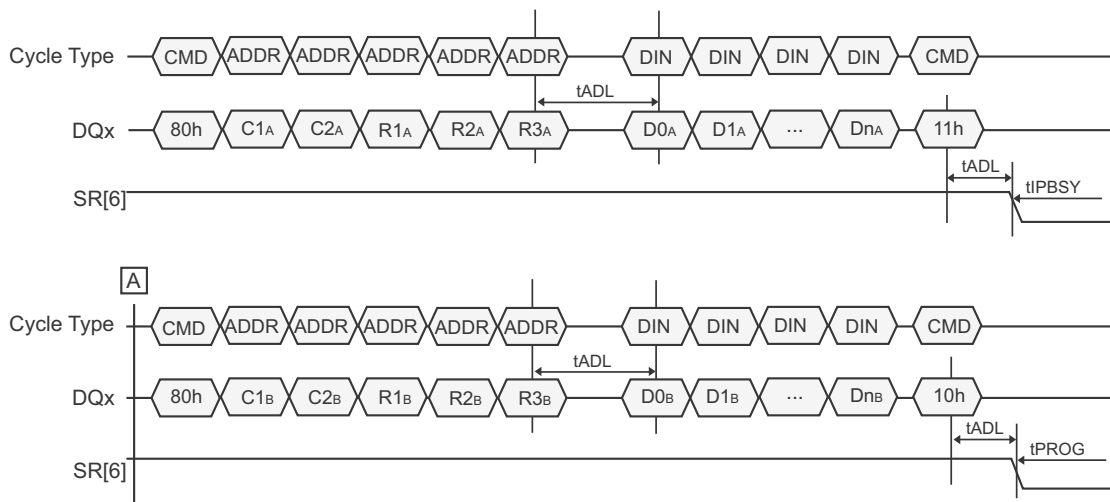 Cycle Type CMD ADDR ADDR ADDR ADDR ADDR DIN DIN DIN DIN CMD
tADL
DQx 80h C1A C2A R1A R2A R3A D0A D1A ... DnA 11h
tADL
SR[6] tIPBSY
A
Cycle Type CMD ADDR ADDR ADDR ADDR ADDR DIN DIN DIN DIN CMD
tADL
DQx 80h C1B C2B R1B R2B R3B D0B D1B ... DnB 10h
tADL
SR[6] tPROG